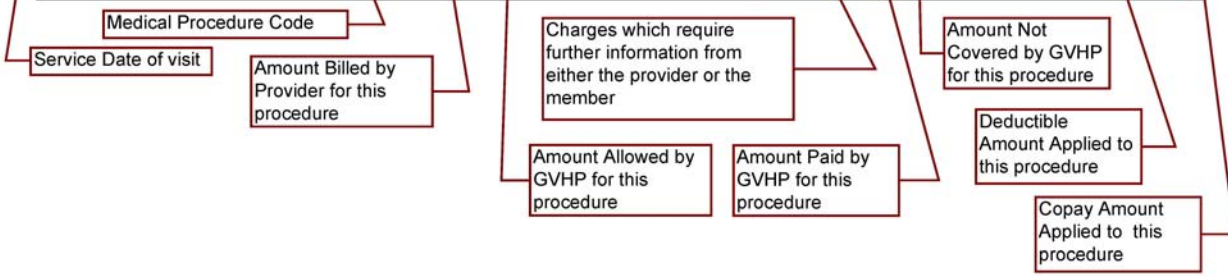 Medical Procedure Code
Service Date of visit
Amount Billed by
Provider for this
procedure
Charges which require
further information from
either the provider or the
member
Amount Allowed by
GVHP for this
procedure
Amount Paid by
GVHP for this
procedure
Amount Not
Covered by GVHP
for this procedure
Deductible
Amount Applied to
this procedure
Copay Amount
Applied to this
procedure